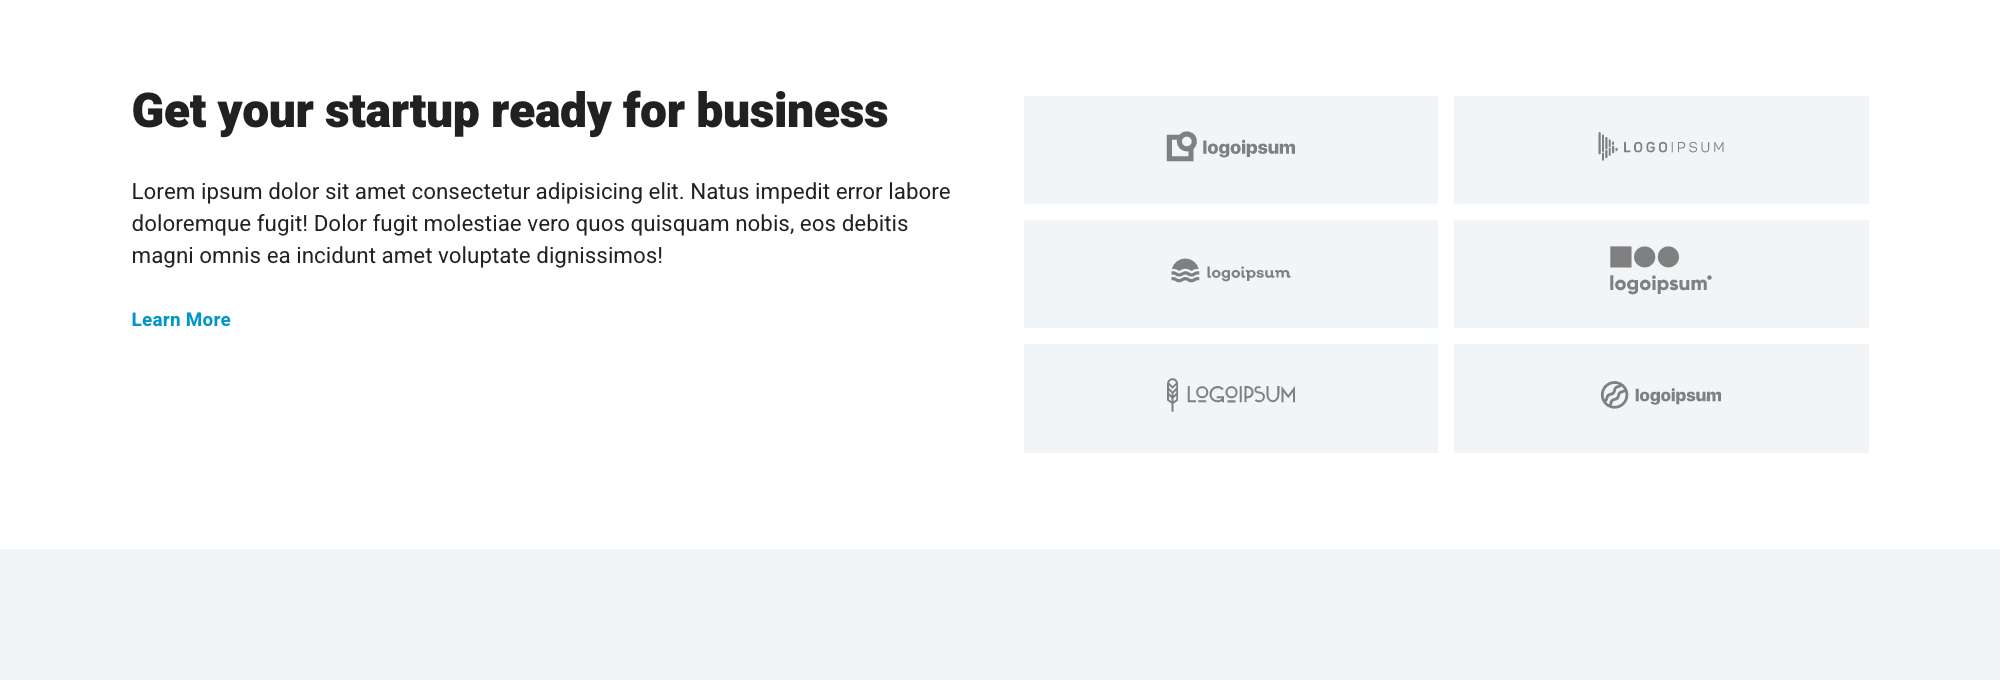 Get your startup ready for business
Lorem ipsum dolor sit amet consectetur adipisicing elit. Natus impedit error labore
doloremque fugit! Dolor fugit molestiae vero quos quisquam nobis, eos debitis
magni omnis ea incidunt amet voluptate dignissimos!
Learn More
logoipsum
LOGOIPSUM
logoipsum
logoipsum
LOGOIPSUM
logoipsum